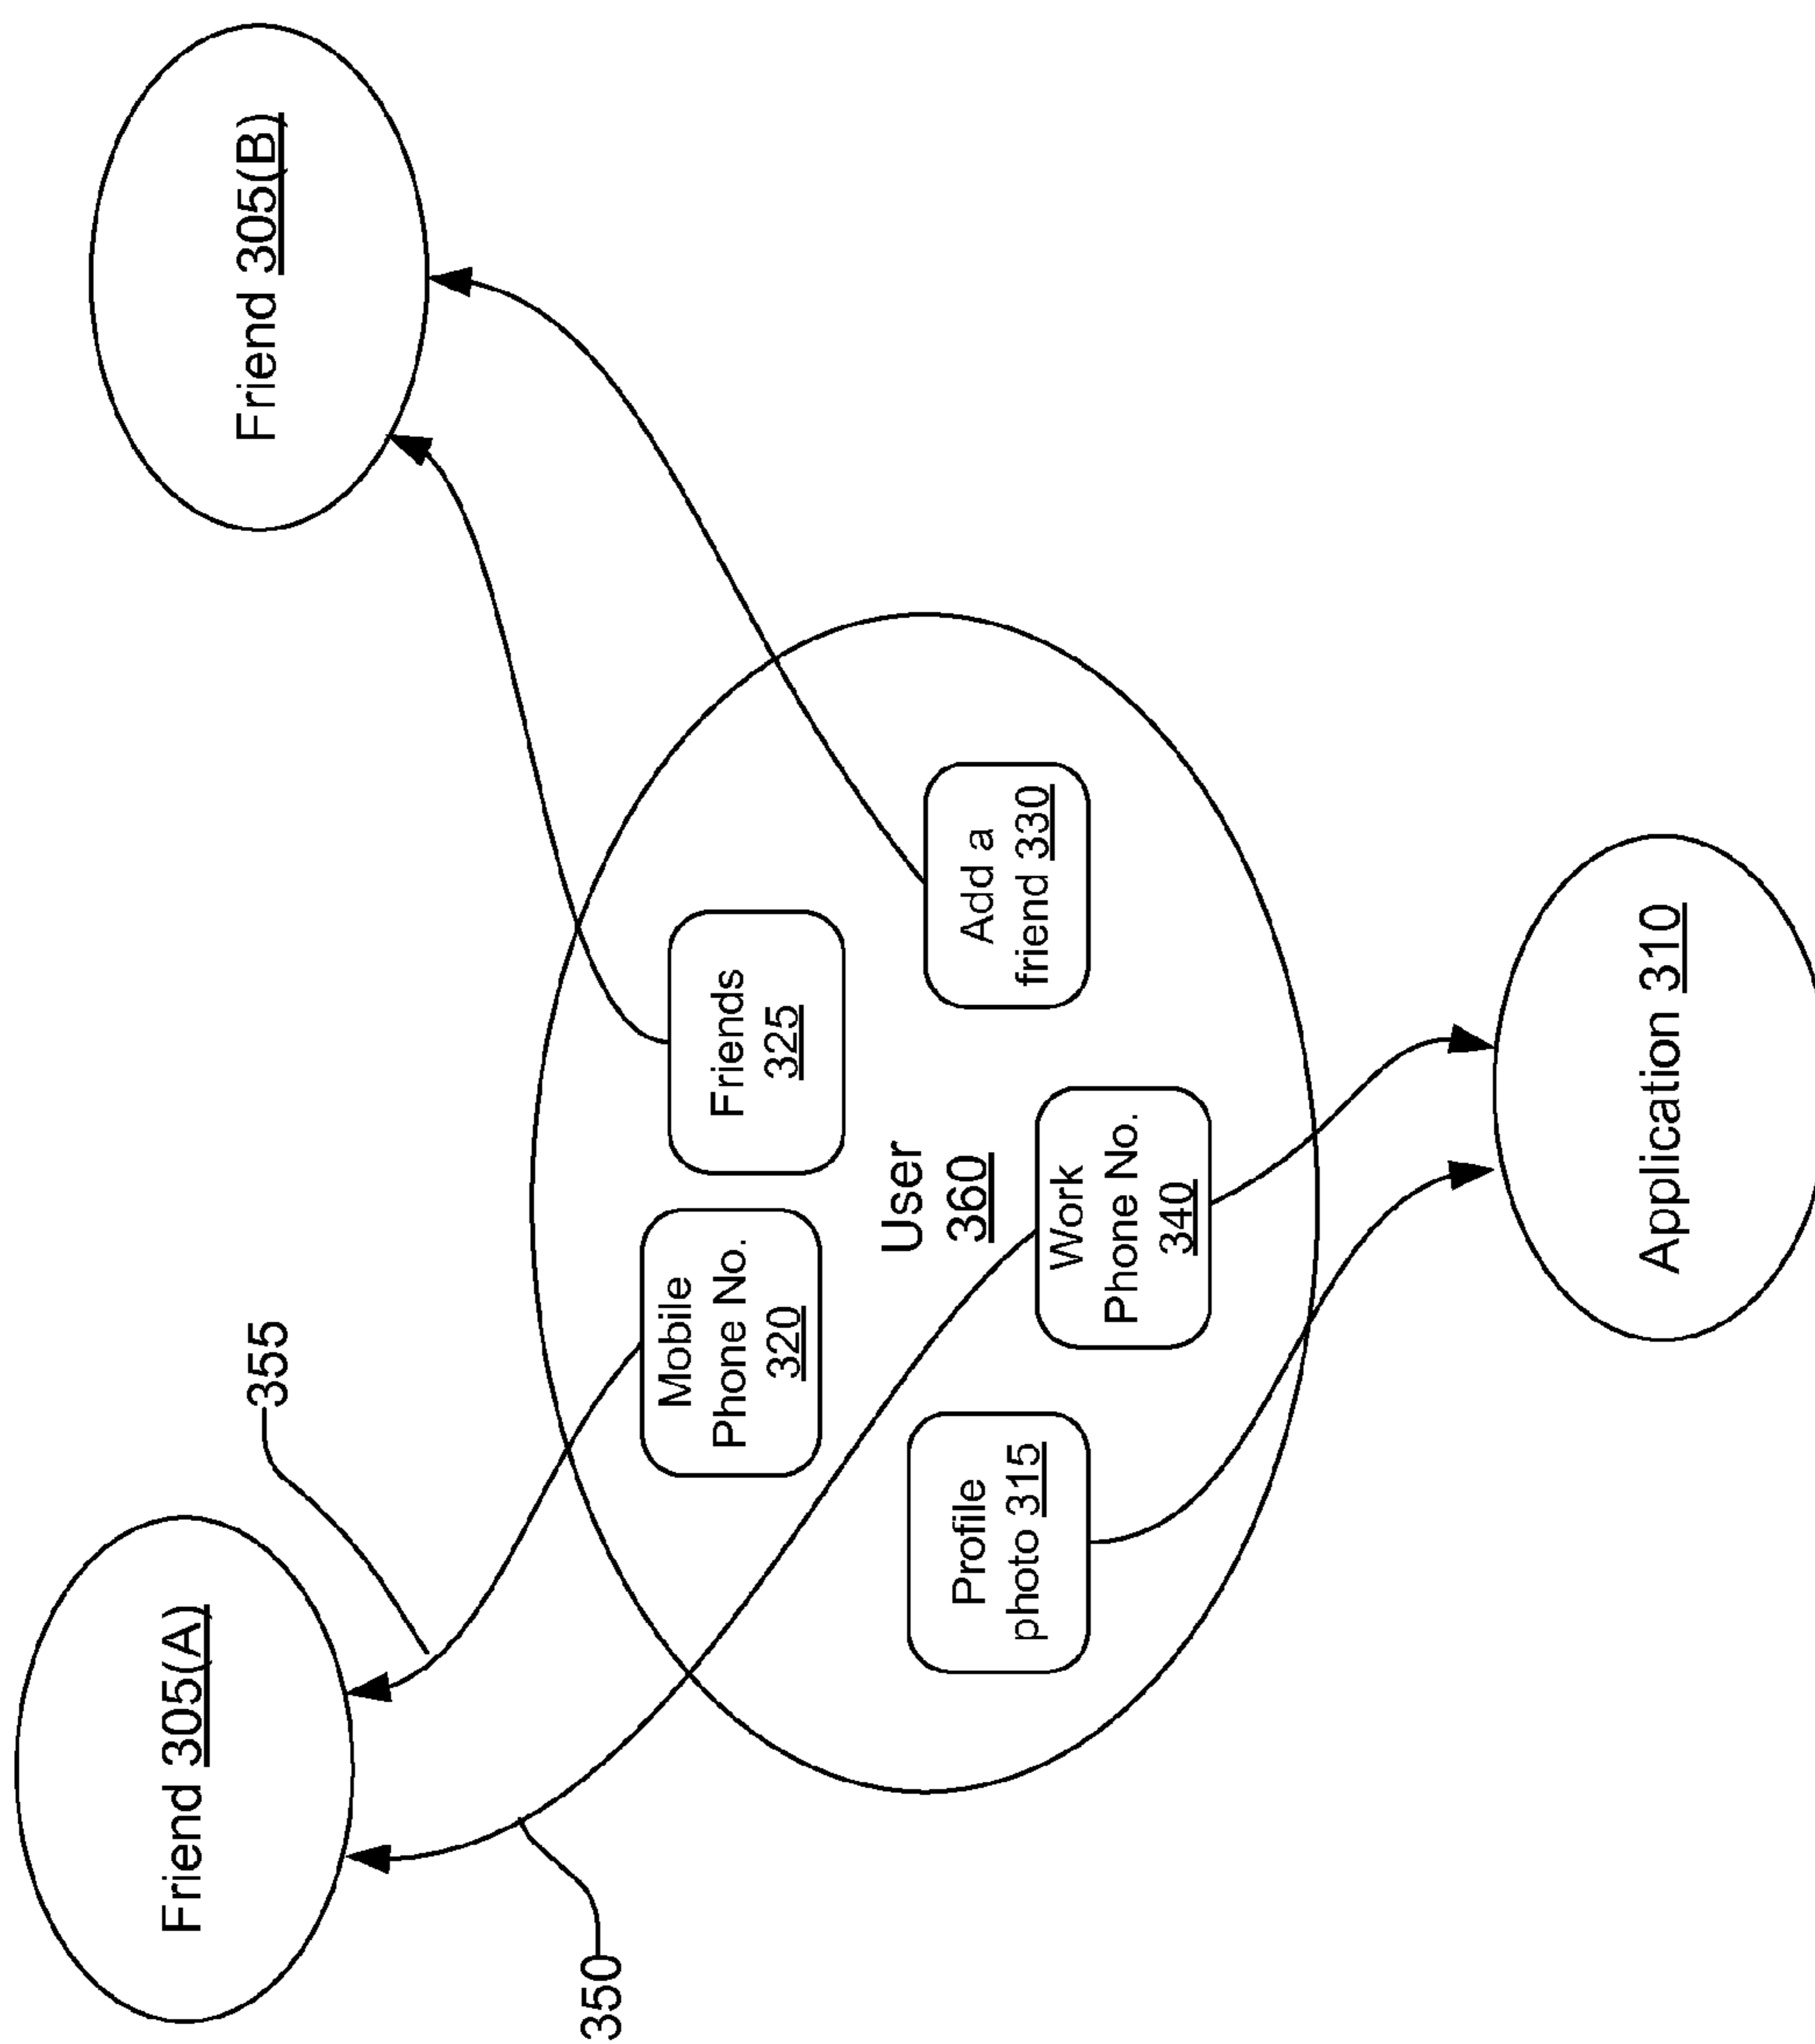 Friend 305(A)
355
350
Friend 305(B)
Mobile
Phone No.
320
Friends
325
User
360
Profile
photo 315
Work
Phone No.
340
Add a
friend 330
Application 310